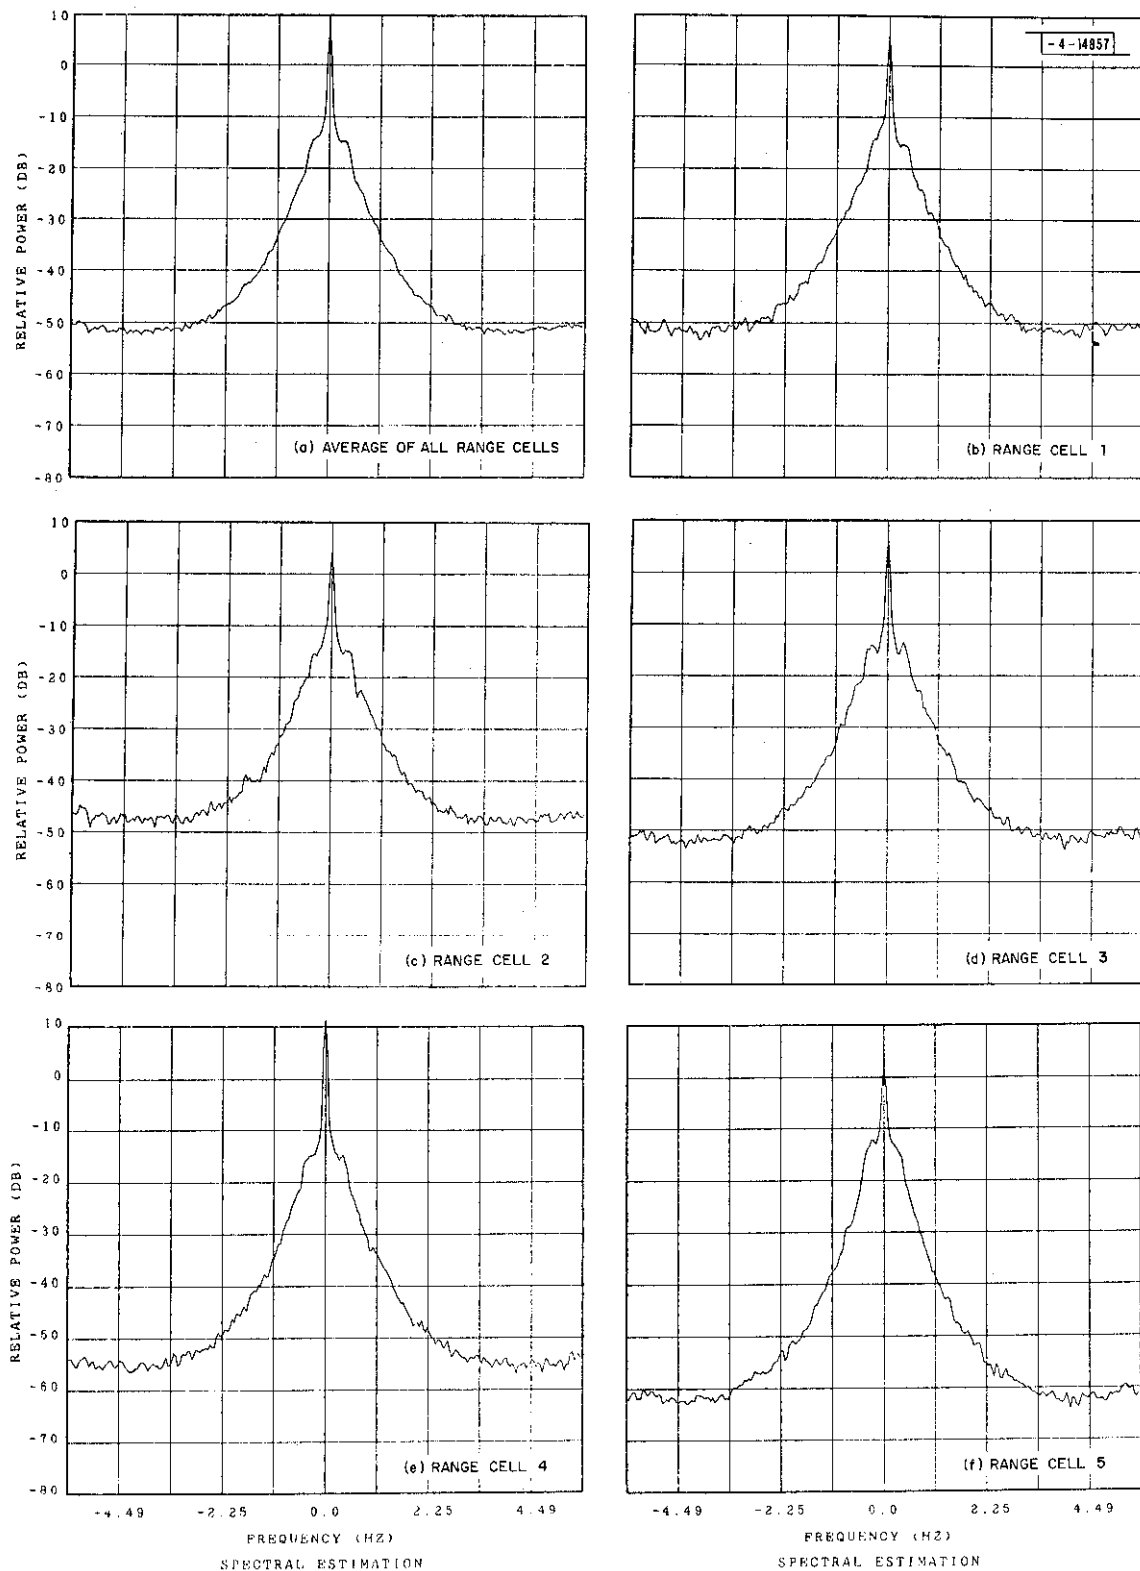 -4-14857
10
0
-10
-20
-30
-40
-50
-60
-70
-80
RELATIVE POWER (DB)
(a) AVERAGE OF ALL RANGE CELLS
(b) RANGE CELL 1
10
0
-10
-20
-30
-40
-50
-60
-70
-80
RELATIVE POWER (DB)
(c) RANGE CELL 2
(d) RANGE CELL 3
10
0
-10
-20
-30
-40
-50
-60
-70
-80
RELATIVE POWER (DB)
(e) RANGE CELL 4
(f) RANGE CELL 5
-4.49 -2.25 0.0 2.25 4.49
FREQUENCY (HZ)
SPECTRAL ESTIMATION
-4.49 -2.25 0.0 2.25 4.49
FREQUENCY (HZ)
SPECTRAL ESTIMATION